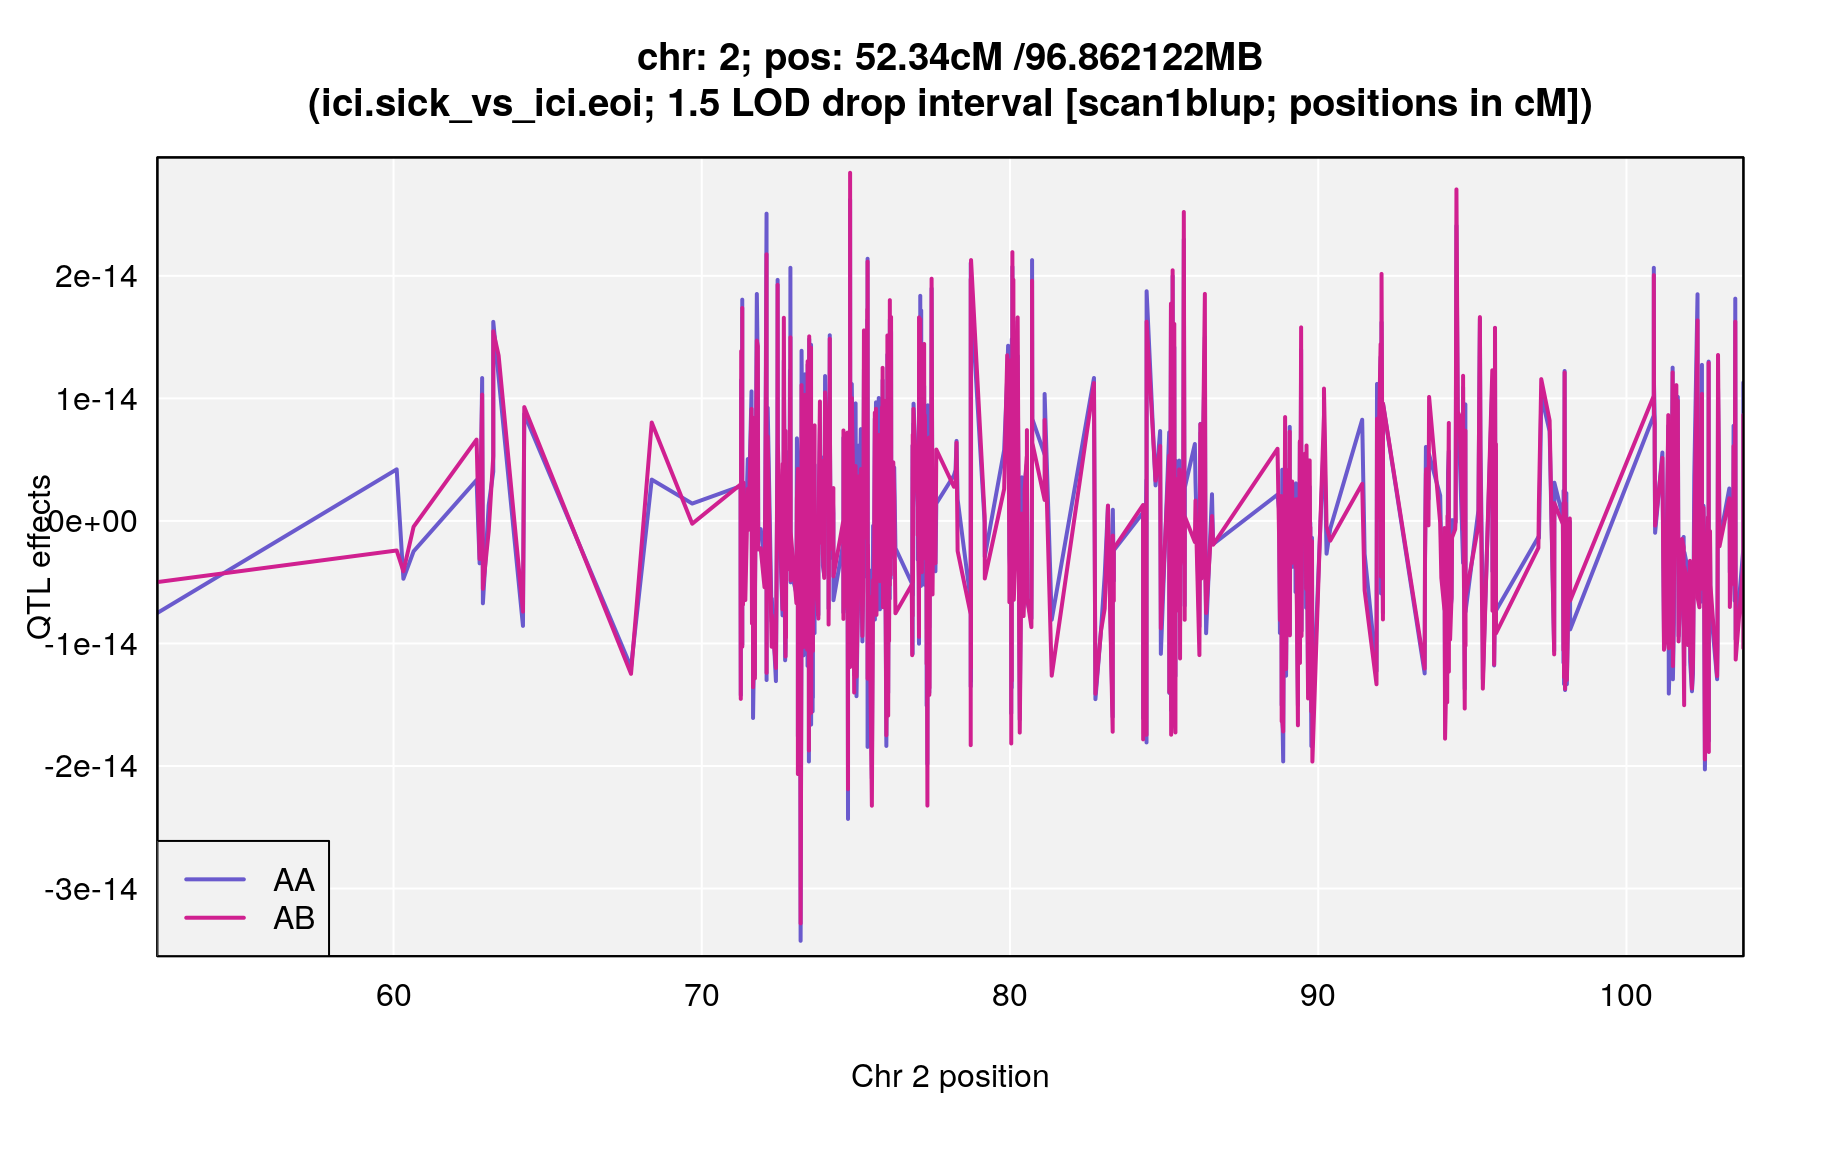 chr: 2; pos: 52.34cM /96.862122MB
(ici.sick_vs_ici.eoi; 1.5 LOD drop interval [scan1blup; positions in cM])
QTL effects
2e-14
1e-14
0e+00
-1e-14
-2e-14
-3e-14
AA
AB
60 70 80 90 100
Chr 2 position